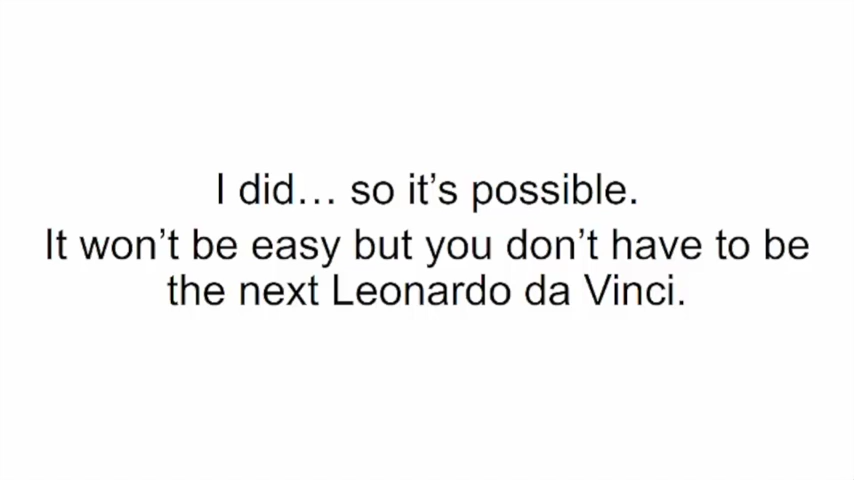 I did… so it’s possible.
It won’t be easy but you don’t have to be
the next Leonardo da Vinci.